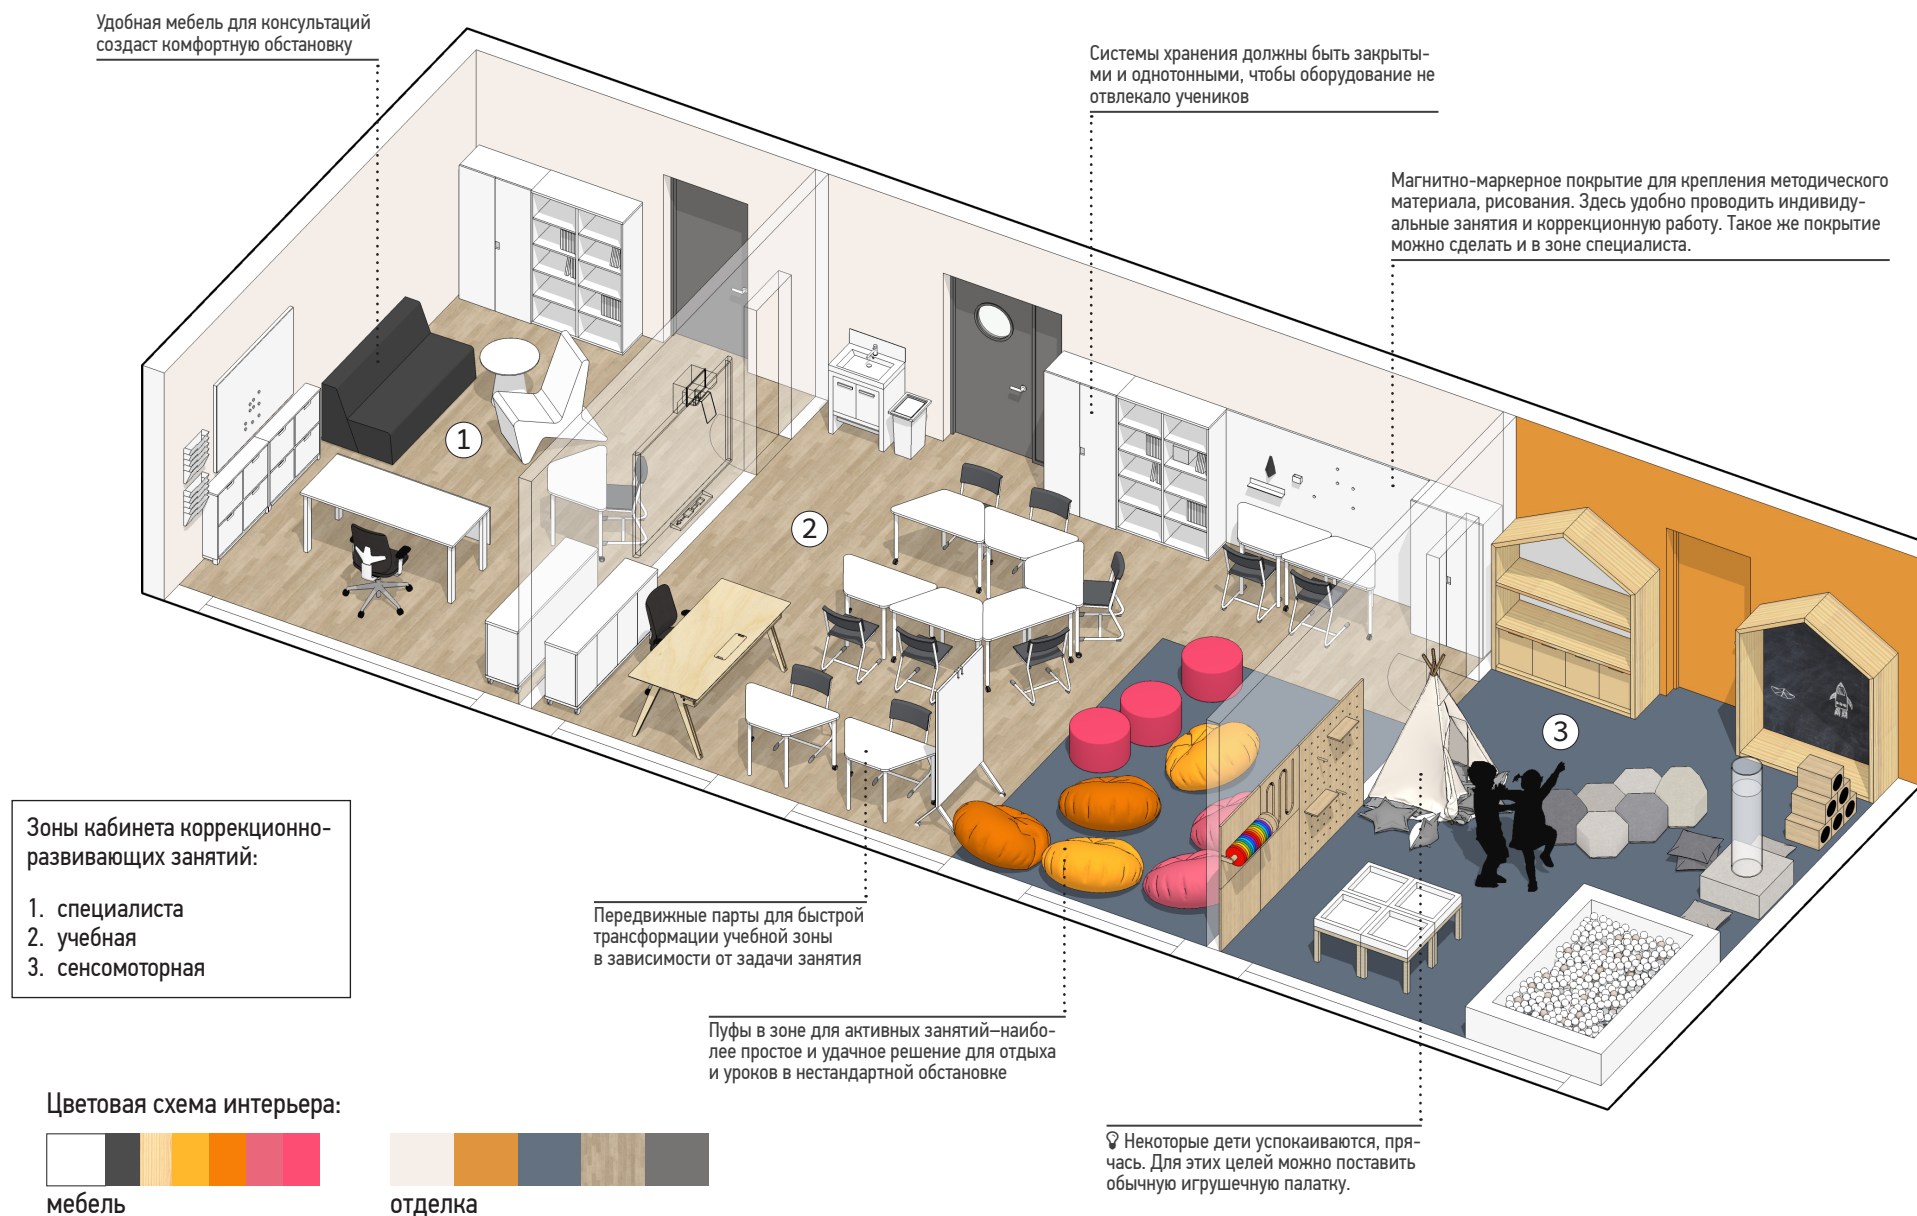 Удобная мебель для консультаций
создаст комфортную обстановку
Системы хранения должны быть закрыты-
ми и однотонными, чтобы оборудование не
отвлекало учеников
Магнитно-маркерное покрытие для крепления методического
материала, рисования. Здесь удобно проводить индивиду-
альные занятия и коррекционную работу. Такое же покрытие
можно сделать и в зоне специалиста.
1
2
3
Зоны кабинета коррекционно-
развивающих занятий:
1. специалиста
2. учебная
3. сенсомоторная
Передвижные парты для быстрой
трансформации учебной зоны
в зависимости от задачи занятия
Пуфы в зоне для активных занятий–наибо-
лее простое и удачное решение для отдыха
и уроков в нестандартной обстановке
Некоторые дети успокаиваются, пря-
чась. Для этих целей можно поставить
обычную игрушечную палатку.
Цветовая схема интерьера:
мебель
отделка